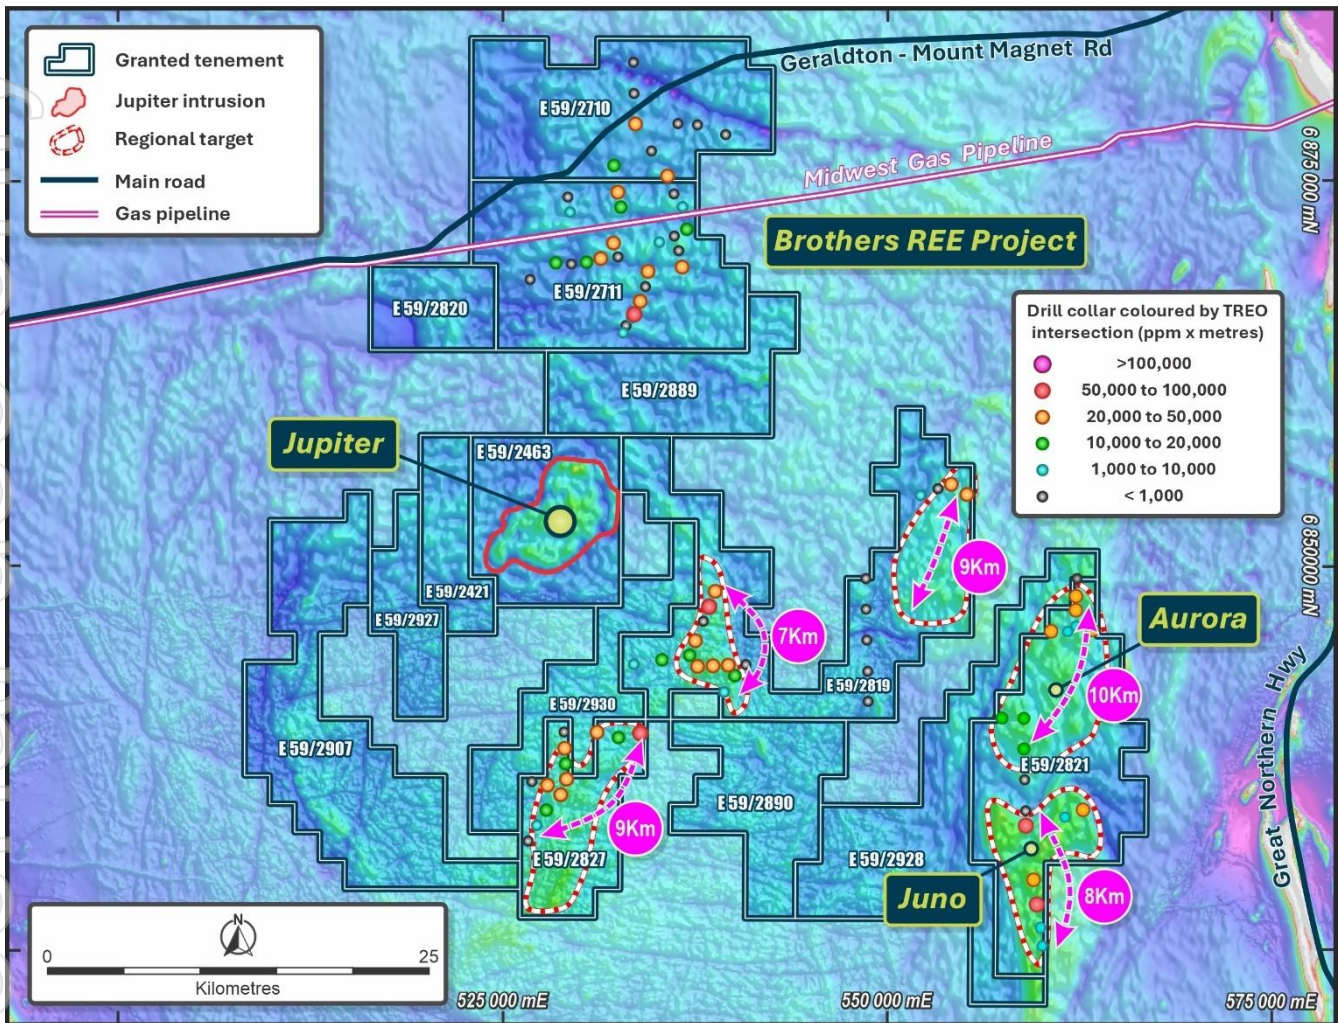 Granted tenement
Jupiter intrusion
Regional target
Main road
Gas pipeline
Geraldton - Mount Magnet Rd
E 59/2710
Midwest Gas Pipeline
6 875 000 mN
Brothers REE Project
E 59/2711
E 59/2820
Drill collar coloured by TREO
intersection (ppm x metres)
>100,000
50,000 to 100,000
20,000 to 50,000
10,000 to 20,000
1,000 to 10,000
< 1,000
E 59/2889
Jupiter
E 59/2463
6 850 000 mN
9Km
E 59/2421
E 59/2927
7Km
Aurora
E 59/2819
10Km
E 59/2930
E 59/2907
E 59/2821
Great Northern Hwy
E 59/2890
9Km
E 59/2827
E 59/2928
Juno
8Km
N
0
25
Kilometres
525 000 mE
550 000 mE
575 000 mE